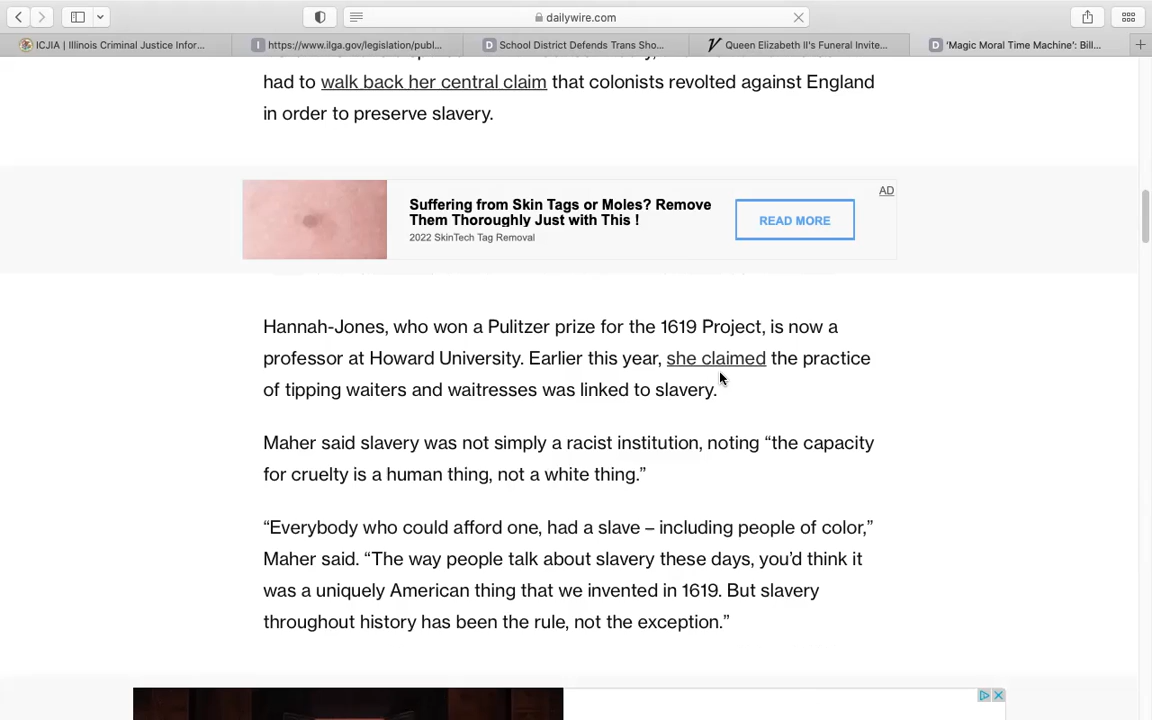 dailywire.com
ICJIA | Illinois Criminal Justice Infor...
I https://www.ilga.gov/legislation/publ...
D School District Defends Trans Sho...
V Queen Elizabeth II's Funeral Invite...
D 'Magic Moral Time Machine': Bill...
had to walk back her central claim that colonists revolted against England
in order to preserve slavery.
AD
Suffering from Skin Tags or Moles? Remove
Them Thoroughly Just with This !
2022 SkinTech Tag Removal
READ MORE
Hannah-Jones, who won a Pulitzer prize for the 1619 Project, is now a
professor at Howard University. Earlier this year, she claimed the practice
of tipping waiters and waitresses was linked to slavery.
Maher said slavery was not simply a racist institution, noting “the capacity
for cruelty is a human thing, not a white thing.”
“Everybody who could afford one, had a slave – including people of color,”
Maher said. “The way people talk about slavery these days, you’d think it
was a uniquely American thing that we invented in 1619. But slavery
throughout history has been the rule, not the exception.”